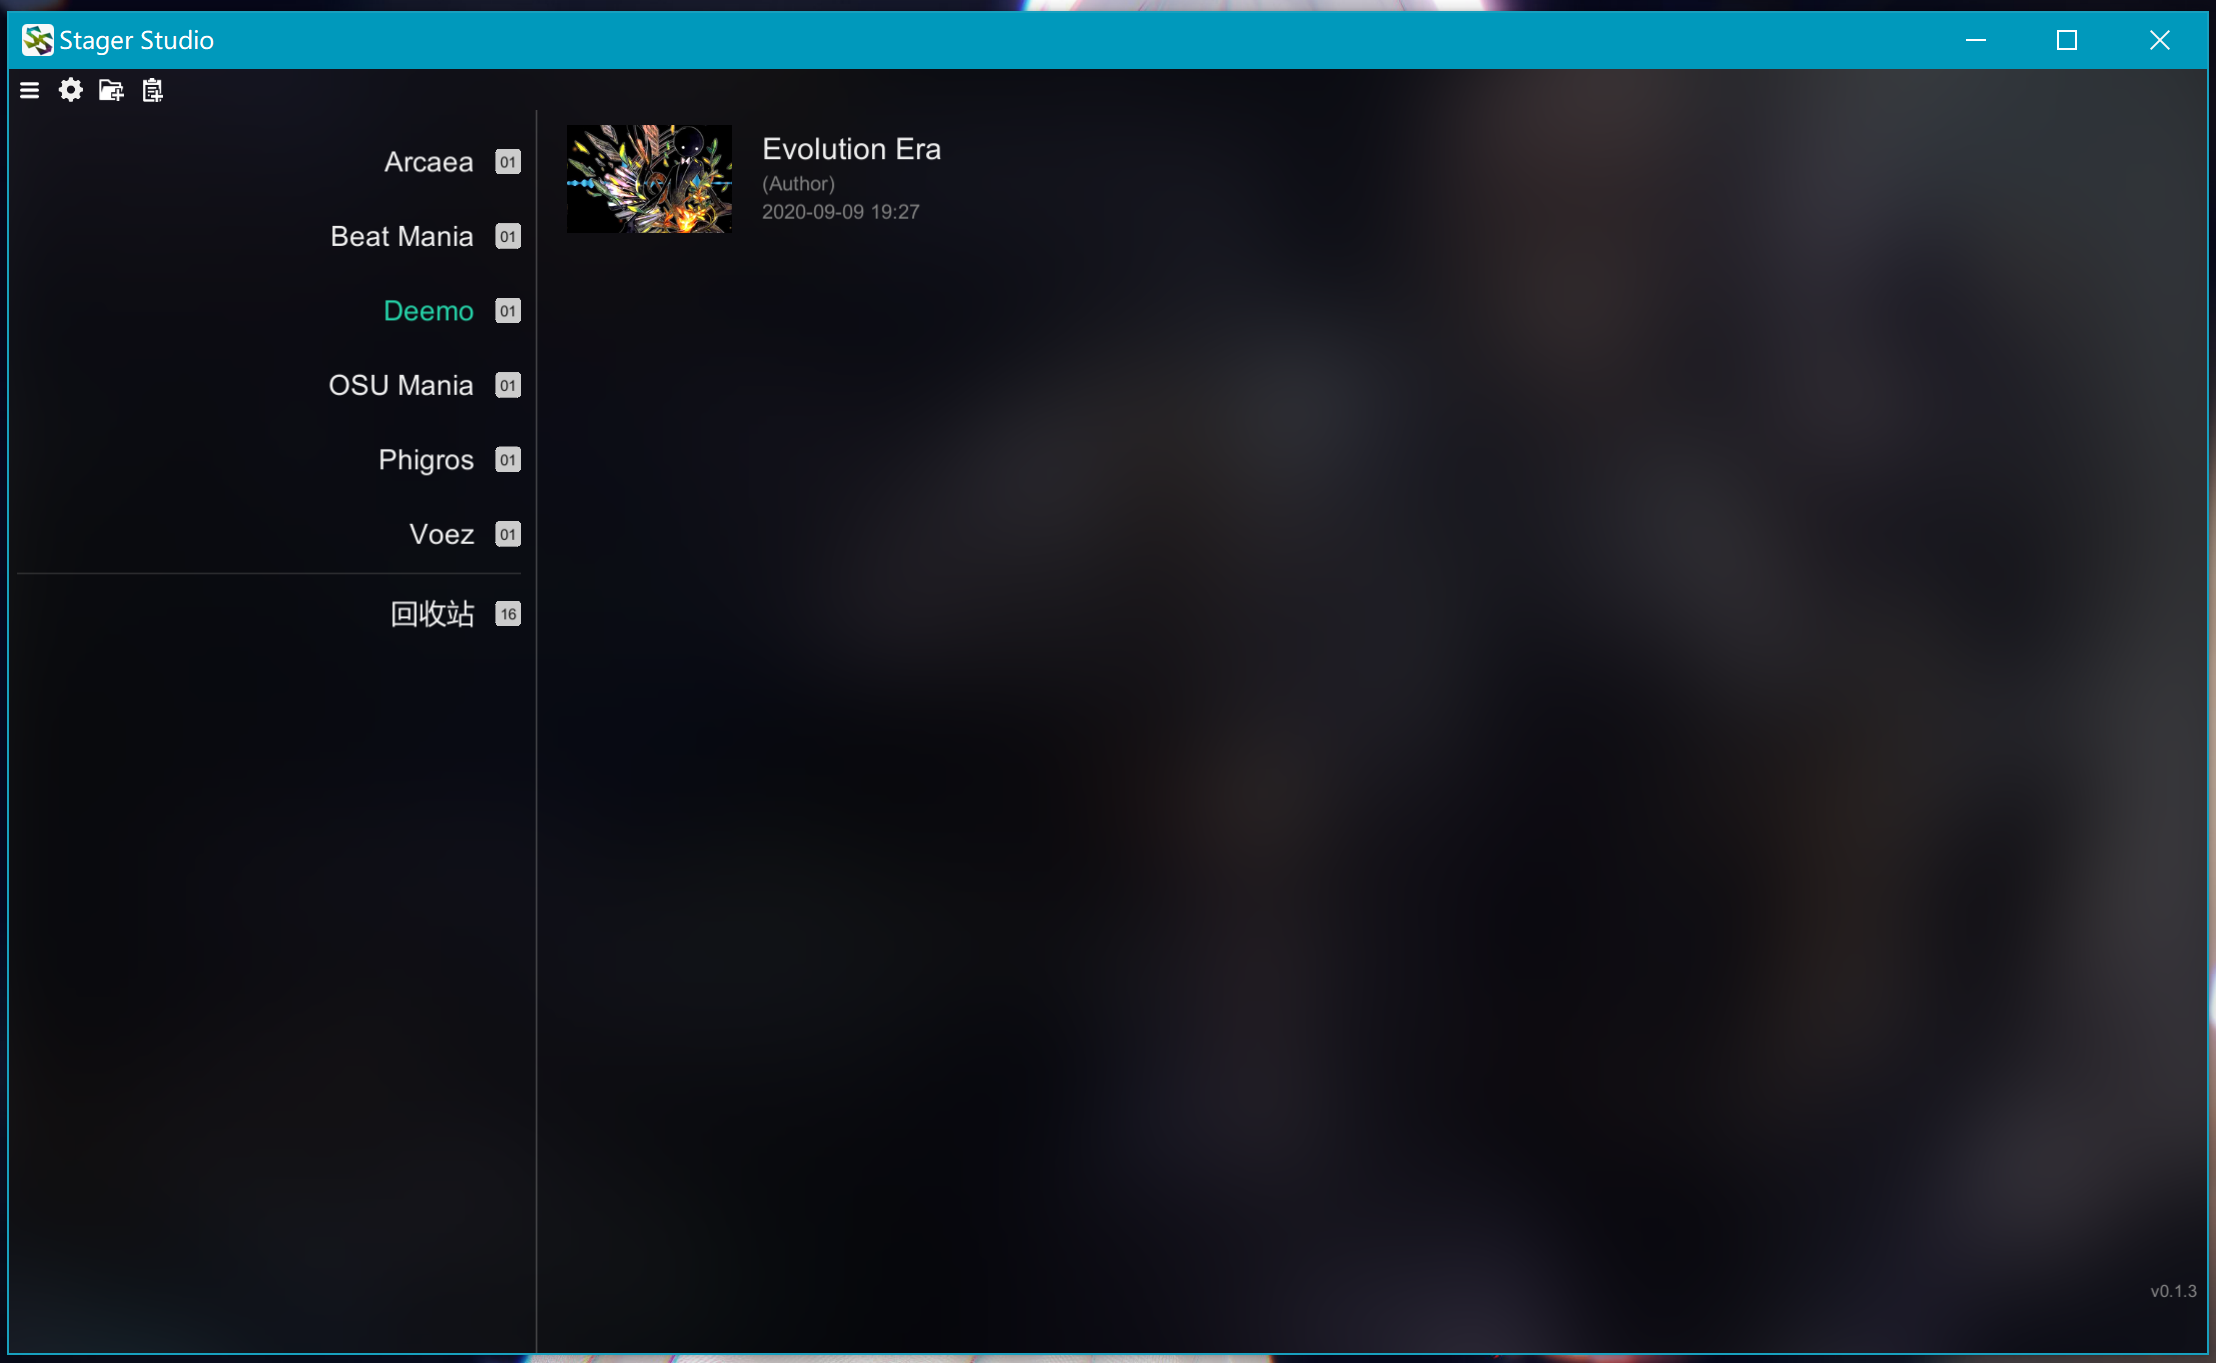 Stager Studio
Arcaea 01
Beat Mania 01
Deemo 01
OSU Mania 01
Phigros 01
Voez 01
回收站 16
Evolution Era
(Author)
2020-09-09 19:27
v0.1.3